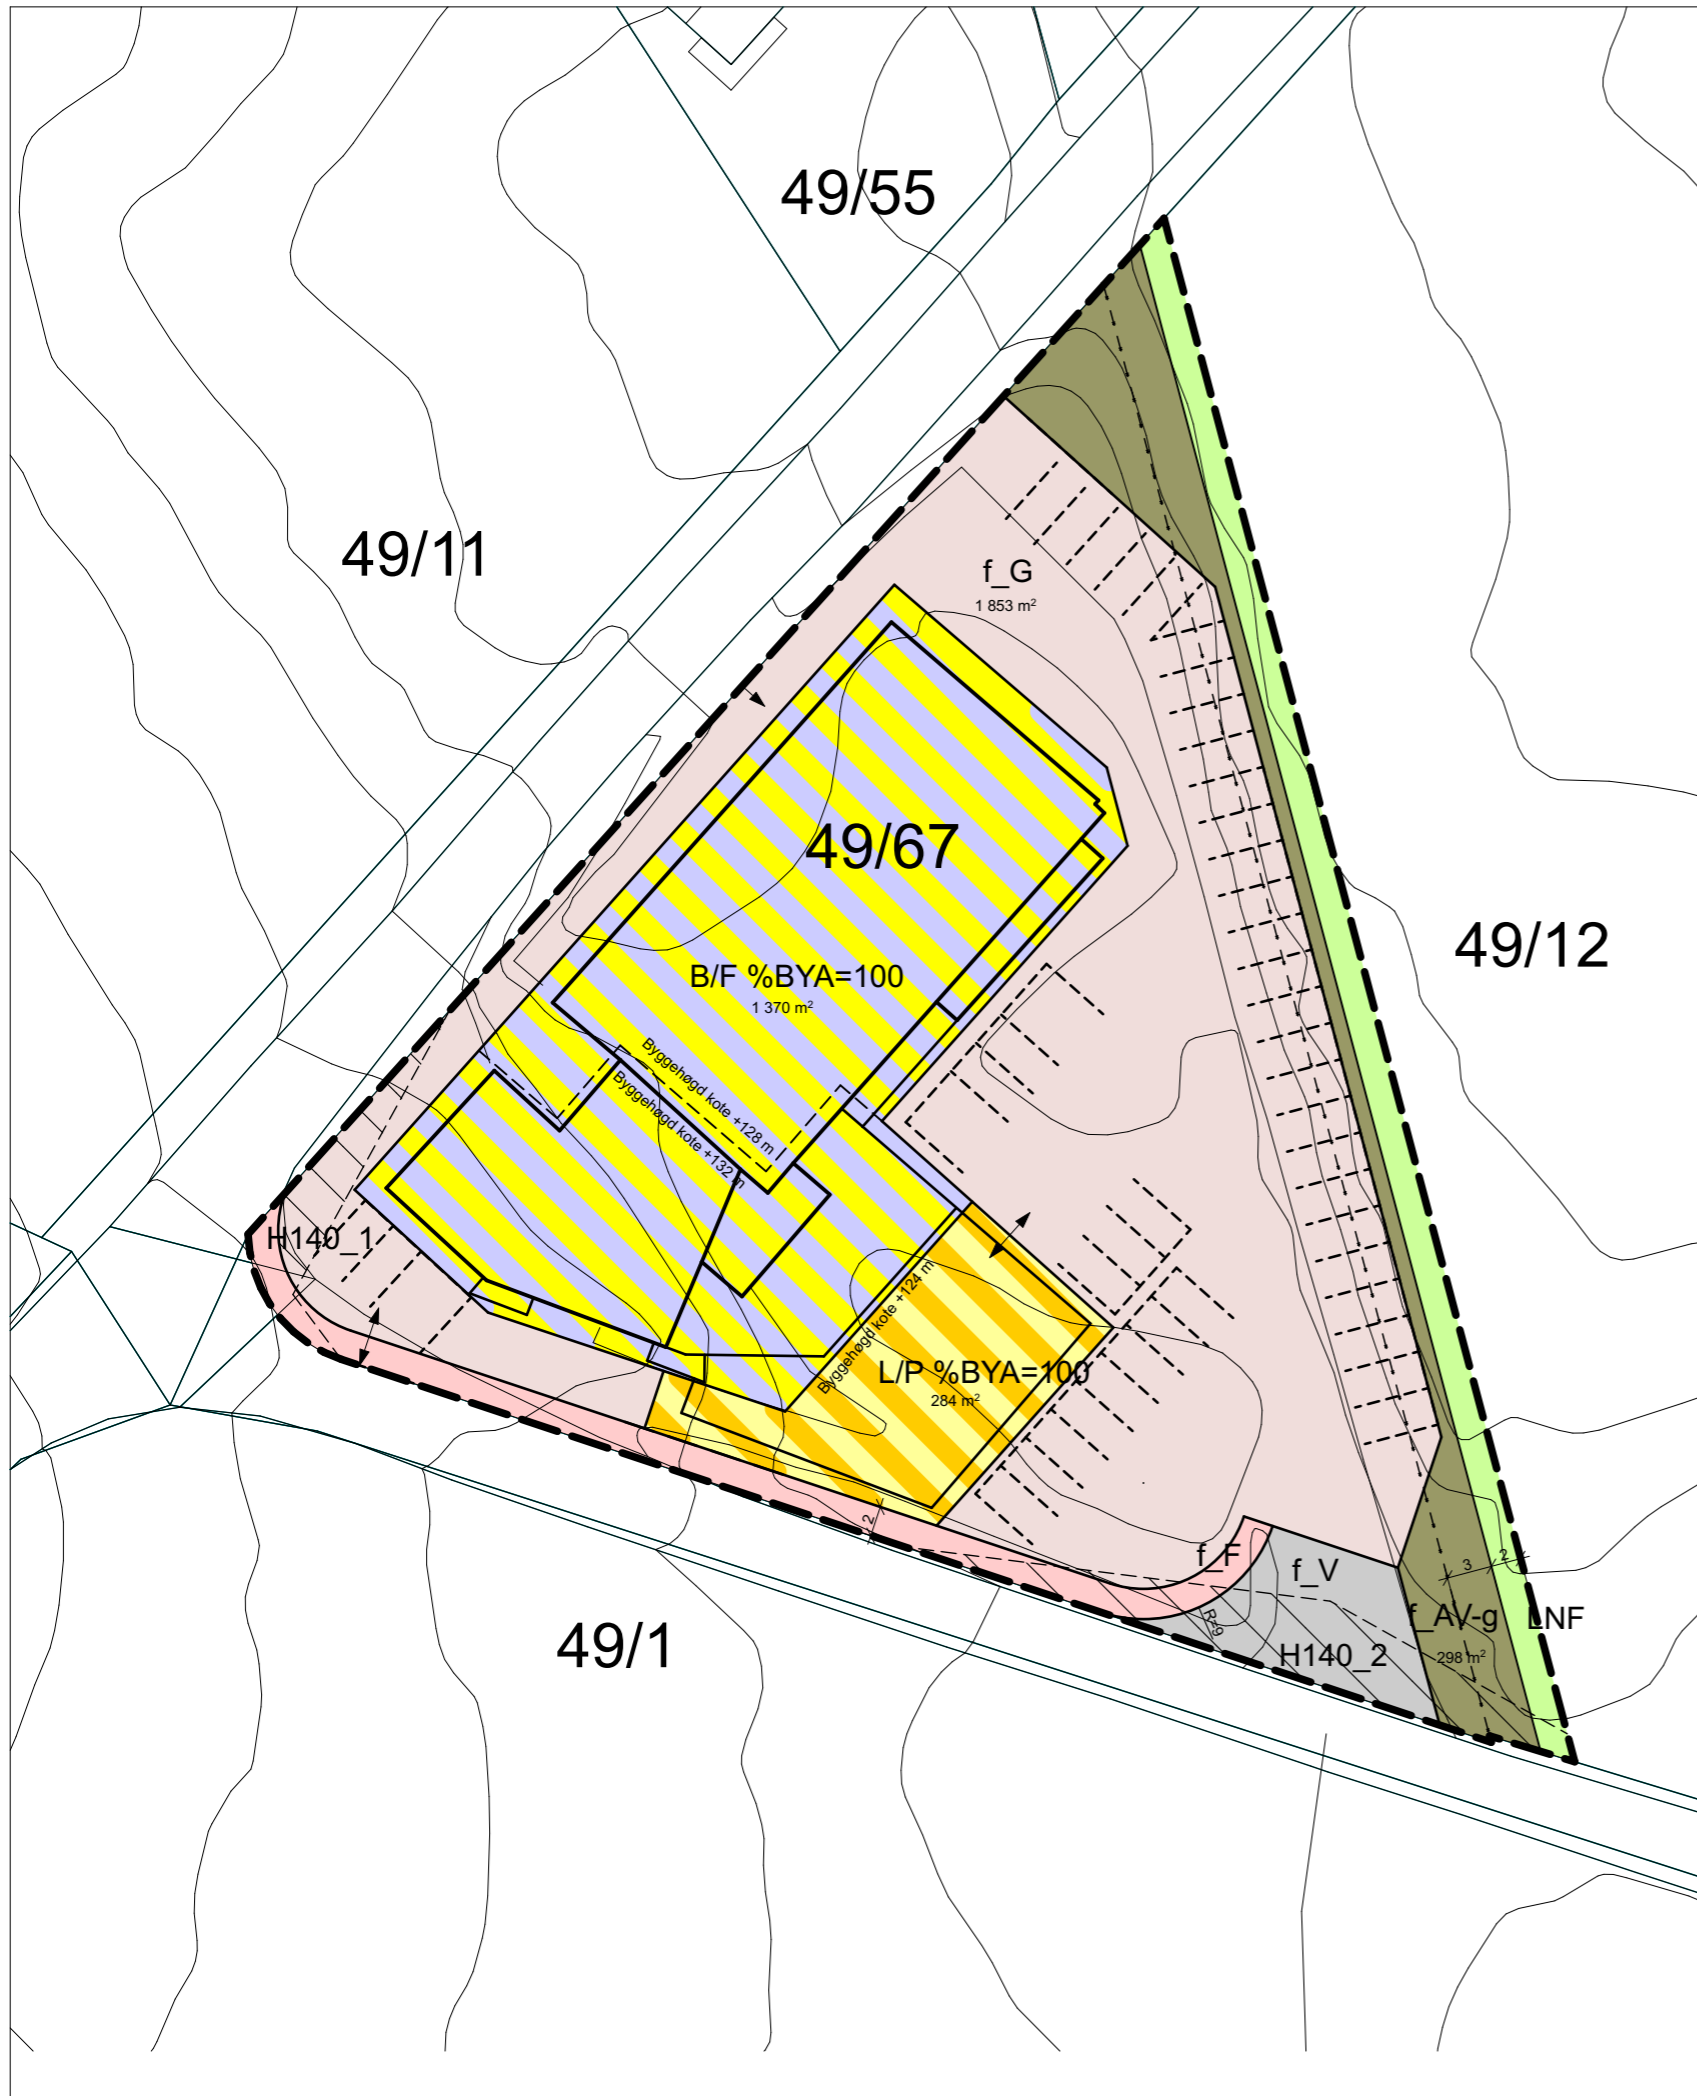 49/55
49/11
f_G
1 853 m²
49/67
49/12
B/F %BYA=100
1 370 m²
Byggehøgd kote +128 m
Byggehøgd kote +132 m
H140_1
Byggehøgd kote +124 m
L/P %BYA=100
284 m²
2
f_F
f_V
3
2
R=9
f_AV-g
LNF
49/1
H140_2
298 m²